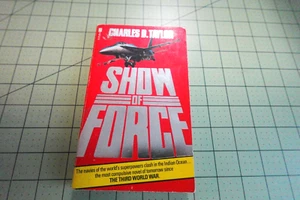 CHARLES D. TAYLOR
SHOW
OF
FORCE
The navies of the world's superpowers clash in the Indian Ocean...
the most compulsive novel of tomorrow since
THE THIRD WORLD WAR.